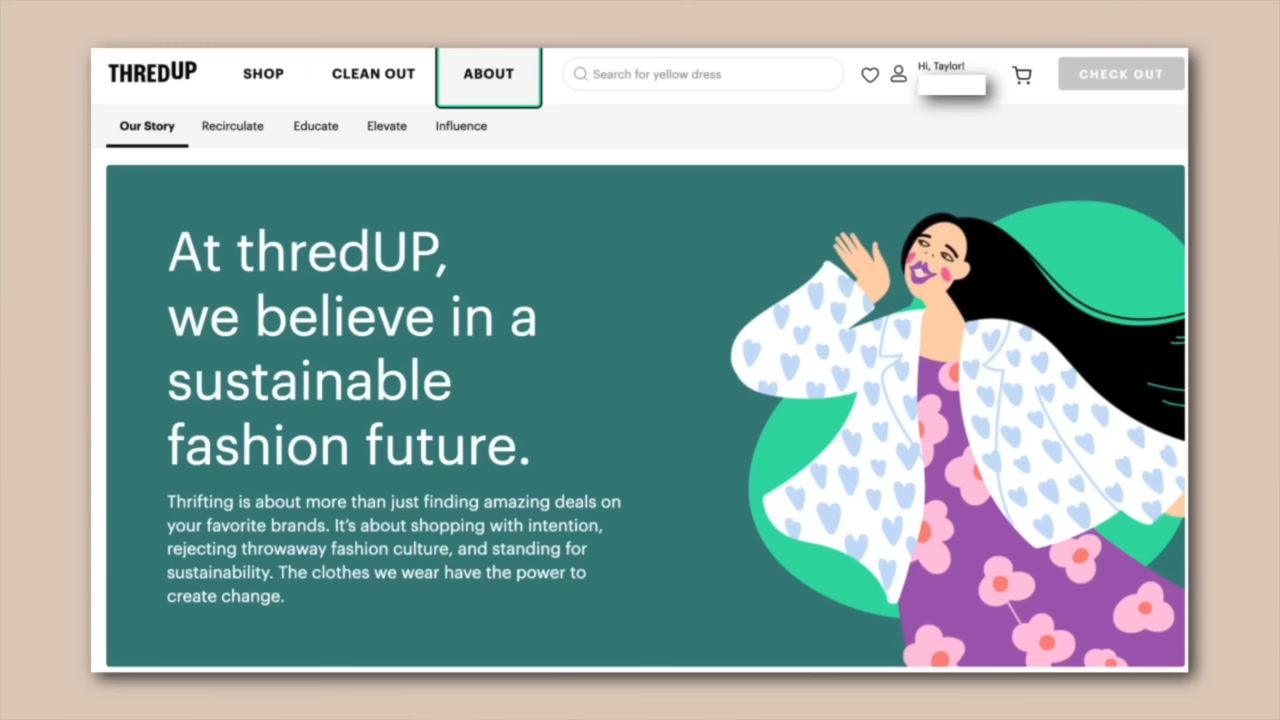 THREDUP
SHOP
CLEAN OUT
ABOUT
Search for yellow dress
Hi, Taylor!
CHECK OUT
Our Story
Recirculate
Educate
Elevate
Influence
At thredUP,
we believe in a
sustainable
fashion future.
Thrifting is about more than just finding amazing deals on
your favorite brands. It’s about shopping with intention,
rejecting throwaway fashion culture, and standing for
sustainability. The clothes we wear have the power to
create change.